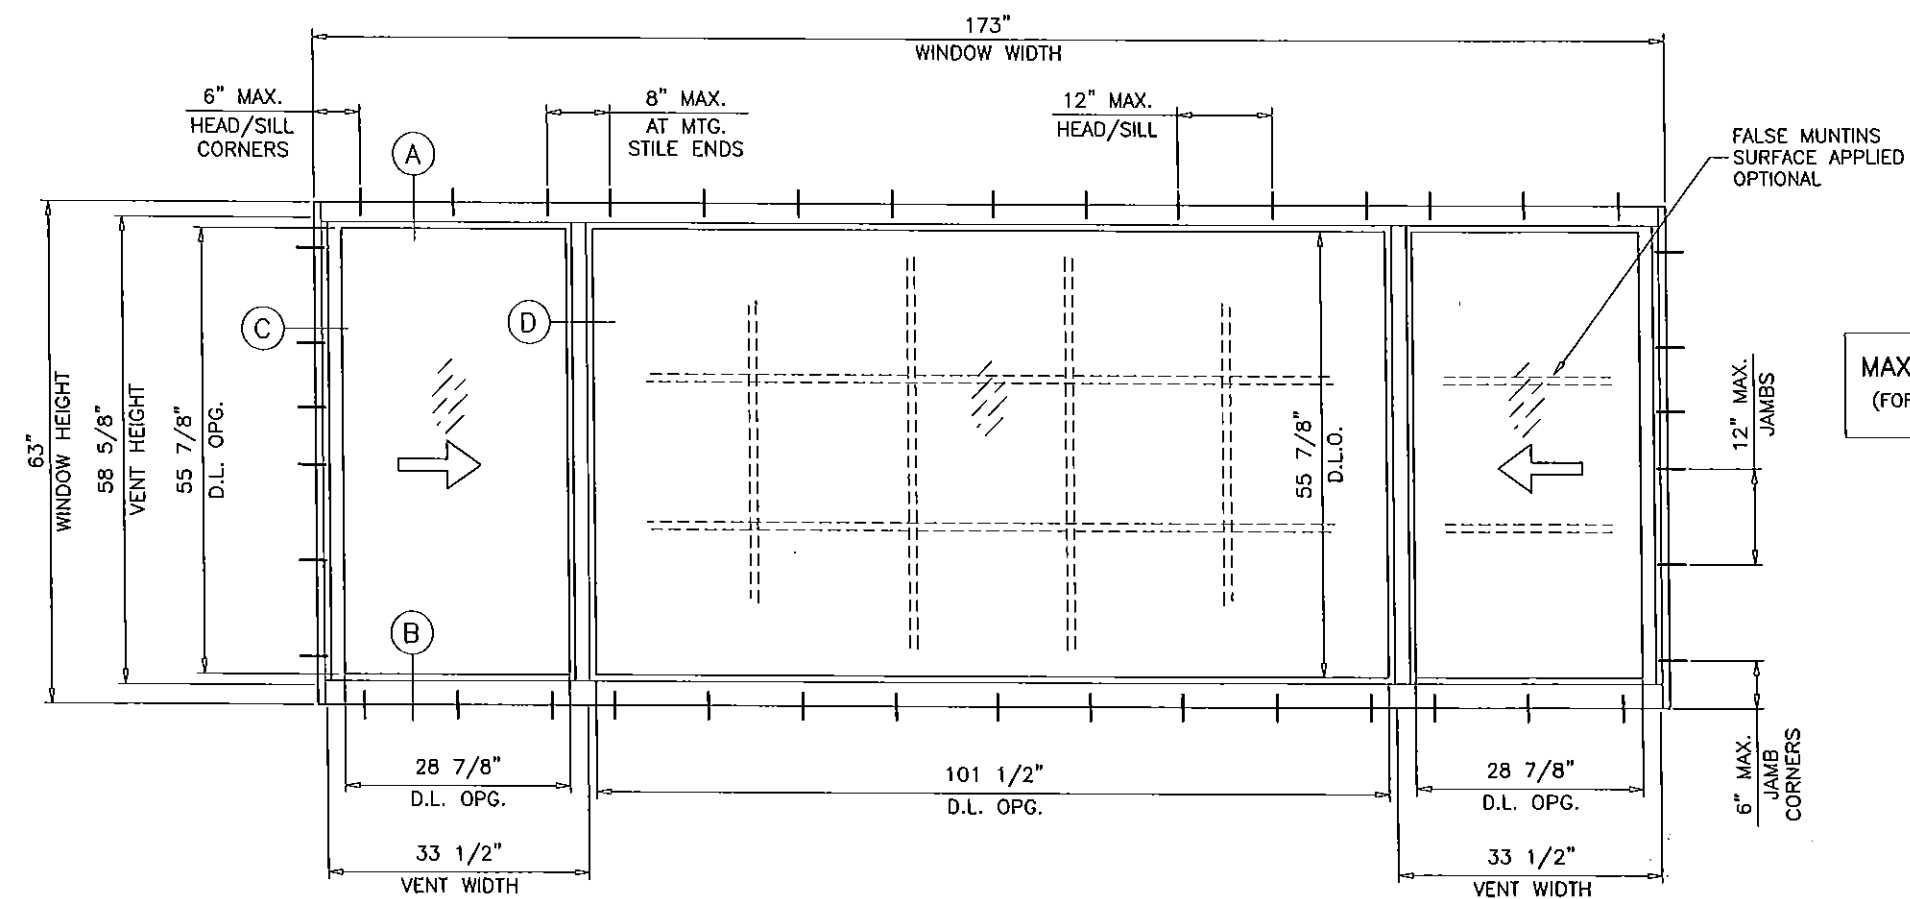 173"
WINDOW WIDTH
6" MAX.
HEAD/SILL
CORNERS
8" MAX.
AT MTG.
STILE ENDS
12" MAX.
HEAD/SILL
FALSE MUNTINS
SURFACE APPLIED
OPTIONAL
A
C
D
B
63"
WINDOW HEIGHT
58 5/8"
VENT HEIGHT
55 7/8"
D.L. OPG.
55 7/8"
D.L.O.
12" MAX.
JAMBS
MAX
(FOR
6" MAX.
JAMB
CORNERS
28 7/8"
D.L. OPG.
101 1/2"
D.L. OPG.
28 7/8"
D.L. OPG.
33 1/2"
VENT WIDTH
33 1/2"
VENT WIDTH